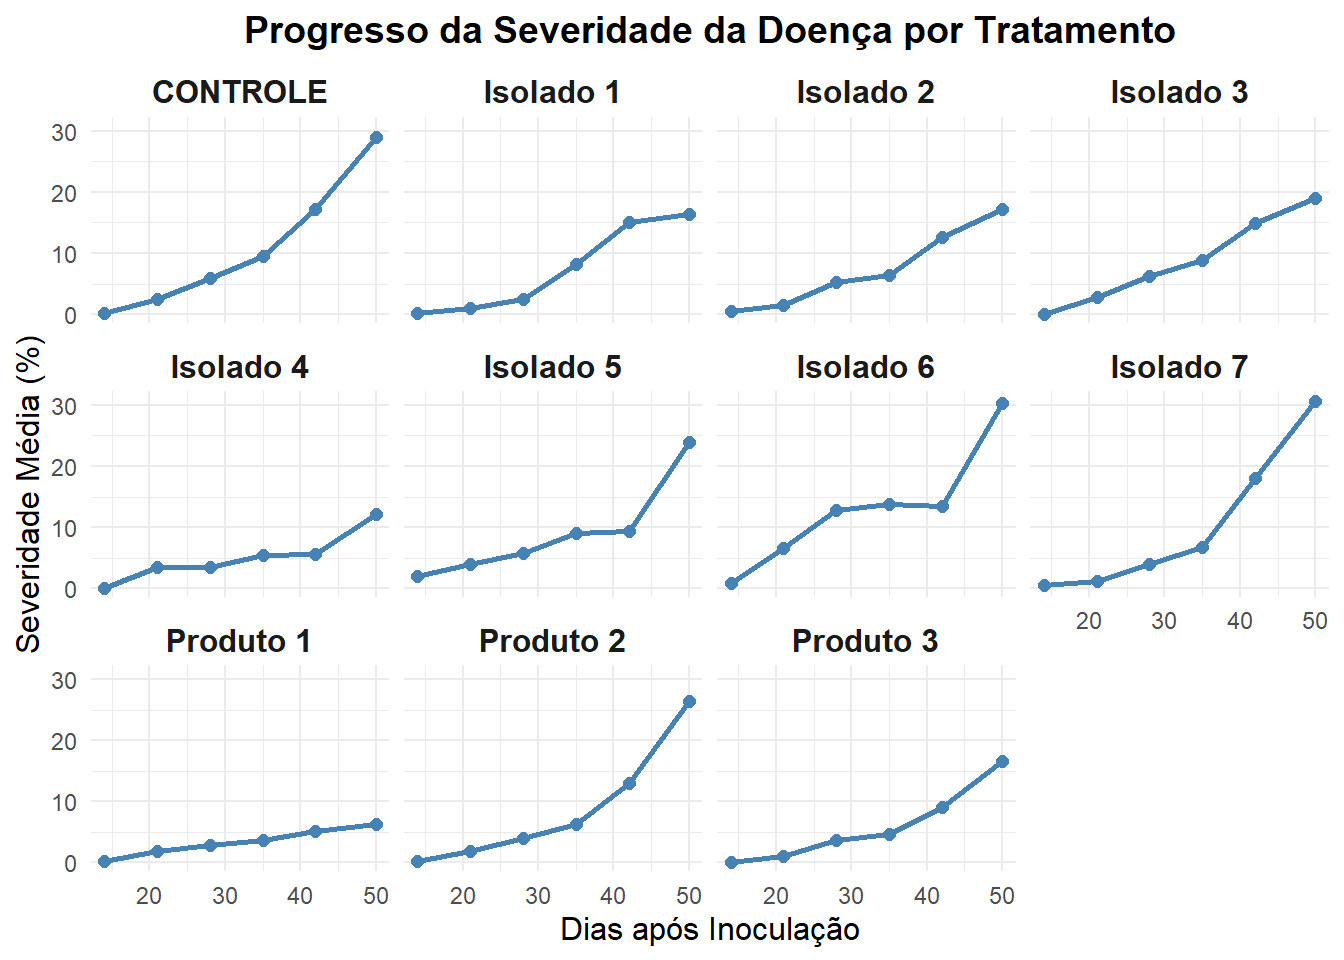 Progresso da Severidade da Doença por Tratamento
CONTROLE Isolado 1 Isolado 2 Isolado 3
30
20
10
0
Isolado 4 Isolado 5 Isolado 6 Isolado 7
30
20
10
0
20 30 40 50
Produto 1 Produto 2 Produto 3
30
20
10
0
20 30 40 50 20 30 40 50 20 30 40 50
Severidade Média (%)
Dias após Inoculação